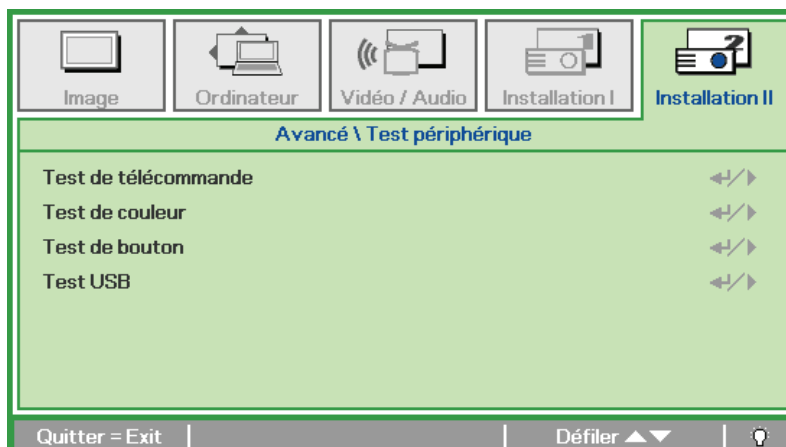 Image
Ordinateur
Vidéo / Audio
Installation I
Installation II
Avancé \ Test périphérique
Test de télécommande
Test de couleur
Test de bouton
Test USB
Quitter = Exit
Défiler ▲▼